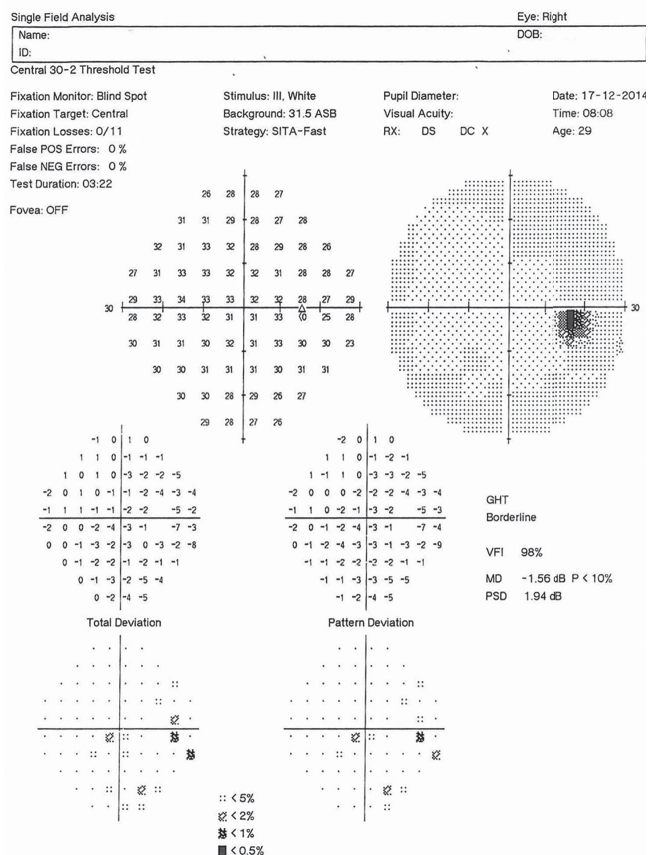 Single Field Analysis Eye: Right
Name: DOB:
ID:
Central 30-2 Threshold Test
Fixation Monitor: Blind Spot Stimulus: III, White Pupil Diameter: Date: 17-12-2014
Fixation Target: Central Background: 31.5 ASB Visual Acuity: Time: 08:08
Fixation Losses: 0/11 Strategy: SITA-Fast RX: DS DC X Age: 29
False POS Errors: 0 %
False NEG Errors: 0 %
Test Duration: 03:22
Fovea: OFF
26 28 28 27
31 31 29 28 27 28
32 31 33 32 28 29 28 26
27 31 33 33 32 32 31 28 28 27
29 33 34 33 33 32 32 28 27 29
30 30
28 32 33 32 31 31 33 <0 25 28
30 31 31 30 32 31 33 30 30 23
30 30 31 31 31 30 31 31
30 30 28 29 26 27
29 28 27 26
-1 0 1 0 -2 0 1 0
1 1 0 -1 -1 -1 1 1 0 -1 -2 -1
1 0 1 0 -3 -2 -2 -5 1 -1 1 0 -3 -2 -2 -5
-2 0 1 0 -1 -1 -2 -4 -3 -4 -2 0 0 0 -2 -2 -2 -4 -3 -4
-1 1 1 -1 -1 -2 -2 -5 -2 -2 1 1 -1 -1 -2 -2 -5 -3
-2 0 0 -2 -4 -3 -1 -7 -3 -2 0 -1 -2 -4 -3 -2 -7 -4
0 0 -1 -3 -2 -3 0 -3 -2 -8 0 -1 -2 -4 -3 -3 -1 -3 -2 -9
0 -1 -2 -1 -2 -2 -1 -1 -1 -1 -2 -2 -2 -2 -1 -1
0 -1 -3 -2 -5 -4 -1 -1 -3 -3 -5 -5
0 -2 -4 -5 -1 -2 -4 -5
GHT
Borderline
VFI 98%
MD -1.56 dB P < 10%
PSD 1.94 dB
Total Deviation Pattern Deviation
< 5%
< 2%
< 1%
< 0.5%